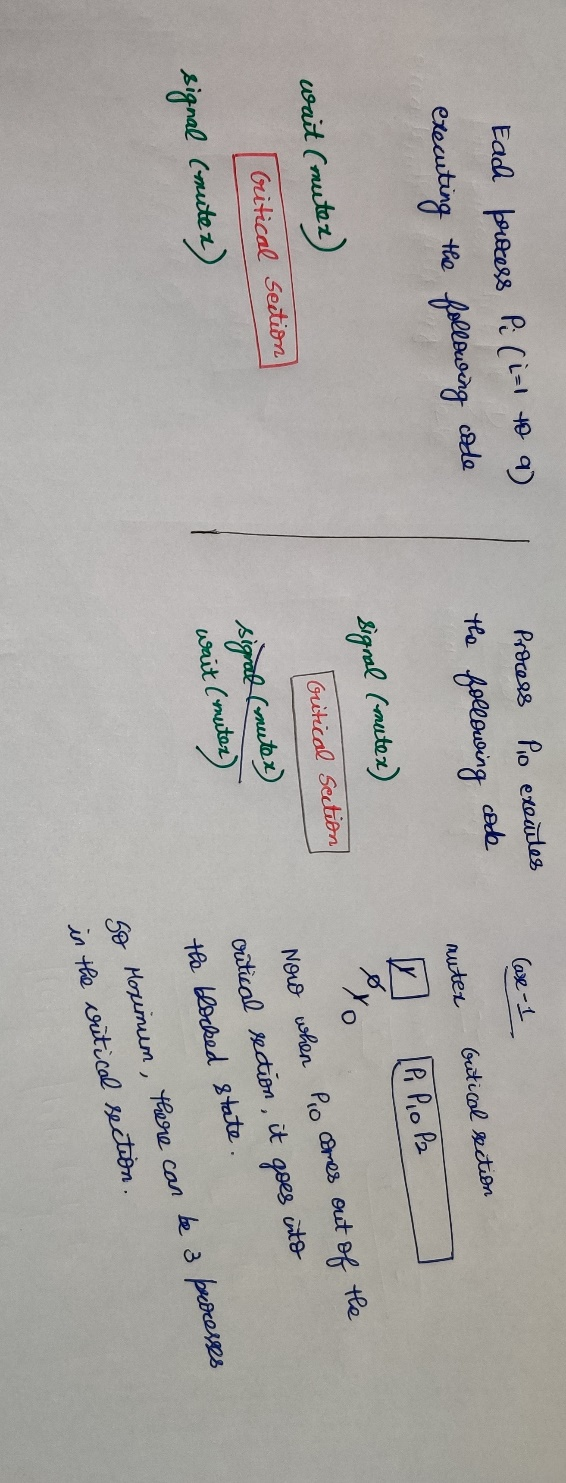 Each process Pi (i=1 to 9)
executing the following code
wait (mutex)
Critical Section
signal (mutex)
Process P10 executes
the following code
signal (mutex)
Critical Section
signal (mutex)
wait (mutex)
Case-1
mutex Critical section
1 P1 P10 P2
0 1 0
Now when P10 comes out of the
critical section, it goes into
the blocked state.
So Maximum, there can be 3 processes
in the critical section.